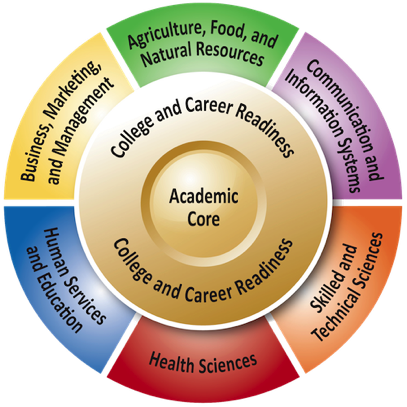 Agriculture, Food, and
Natural Resources
Communication and
Information Systems
Skilled and
Technical Sciences
Health Sciences
Human Services
and Education
Business, Marketing,
and Management
College and Career Readiness
Academic
Core
College and Career Readiness